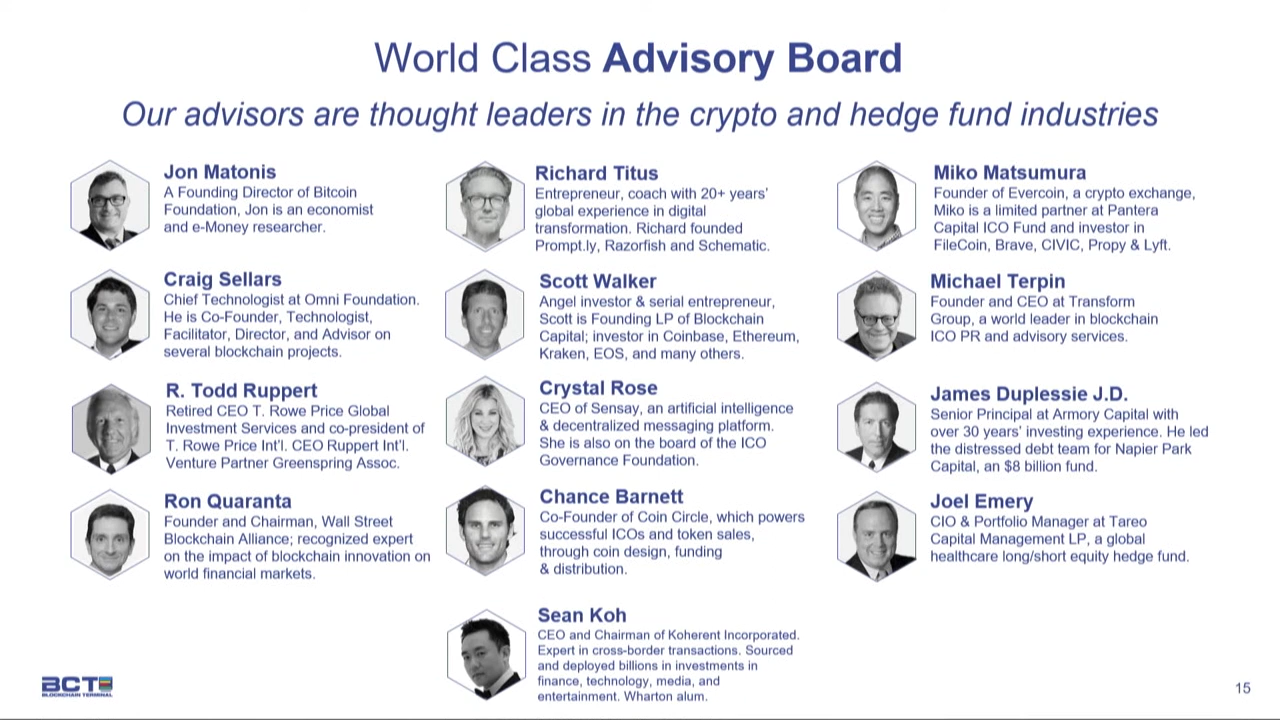 World Class Advisory Board
Our advisors are thought leaders in the crypto and hedge fund industries
Jon Matonis
A Founding Director of Bitcoin
Foundation, Jon is an economist
and e-Money researcher.
Richard Titus
Entrepreneur, coach with 20+ years'
global experience in digital
transformation. Richard founded
Prompt.ly, Razorfish and Schematic.
Miko Matsumura
Founder of Evercoin, a crypto exchange,
Miko is a limited partner at Pantera
Capital ICO Fund and investor in
FileCoin, Brave, CIVIC, Propy & Lyft.
Craig Sellars
Chief Technologist at Omni Foundation.
He is Co-Founder, Technologist,
Facilitator, Director, and Advisor on
several blockchain projects.
Scott Walker
Angel investor & serial entrepreneur,
Scott is Founding LP of Blockchain
Capital; investor in Coinbase, Ethereum,
Kraken, EOS, and many others.
Michael Terpin
Founder and CEO at Transform
Group, a world leader in blockchain
ICO PR and advisory services.
R. Todd Ruppert
Retired CEO T. Rowe Price Global
Investment Services and co-president of
T. Rowe Price Int'l. CEO Ruppert Int'l.
Venture Partner Greenspring Assoc.
Crystal Rose
CEO of Sensay, an artificial intelligence
& decentralized messaging platform.
She is also on the board of the ICO
Governance Foundation.
James Duplessie J.D.
Senior Principal at Armory Capital with
over 30 years' investing experience. He led
the distressed debt team for Napier Park
Capital, an $8 billion fund.
Ron Quaranta
Founder and Chairman, Wall Street
Blockchain Alliance; recognized expert
on the impact of blockchain innovation on
world financial markets.
Chance Barnett
Co-Founder of Coin Circle, which powers
successful ICOs and token sales,
through coin design, funding
& distribution.
Joel Emery
CIO & Portfolio Manager at Tareo
Capital Management LP, a global
healthcare long/short equity hedge fund.
Sean Koh
CEO and Chairman of Koherent Incorporated.
Expert in cross-border transactions. Sourced
and deployed billions in investments in
finance, technology, media, and
entertainment. Wharton alum.
BCT
BLOCKCHAIN TERMINAL
15